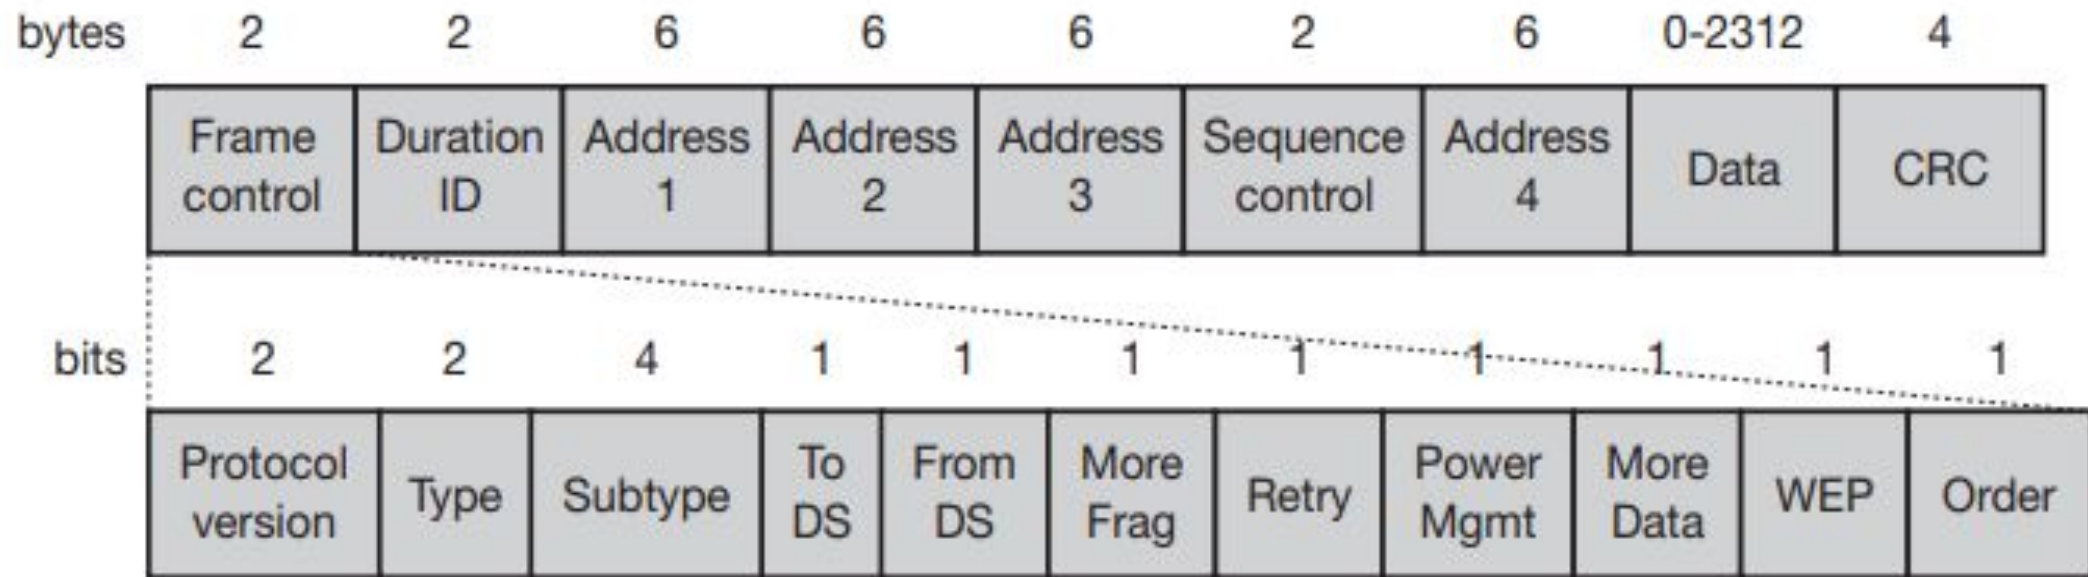 bytes 2 2 6 6 6 2 6 0-2312 4
Frame control Duration ID Address 1 Address 2 Address 3 Sequence control Address 4 Data CRC
bits 2 2 4 1 1 1 1 1 1 1 1
Protocol version Type Subtype To DS From DS More Frag Retry Power Mgmt More Data WEP Order